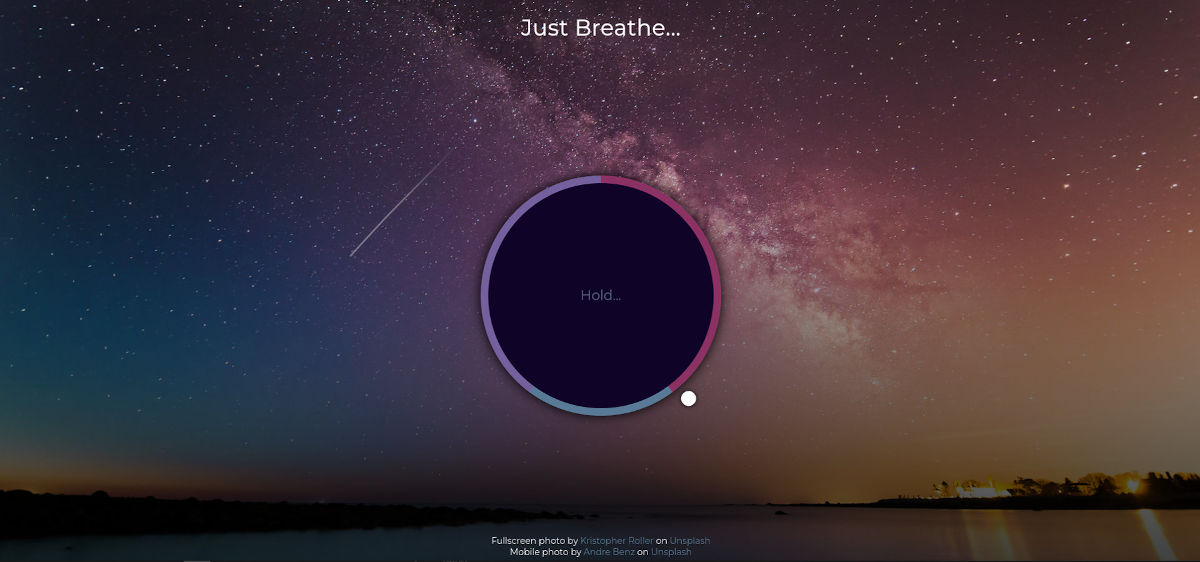 Just Breathe...
Hold...
Fullscreen photo by Kristopher Roller on Unsplash
Mobile photo by Andre Benz on Unsplash